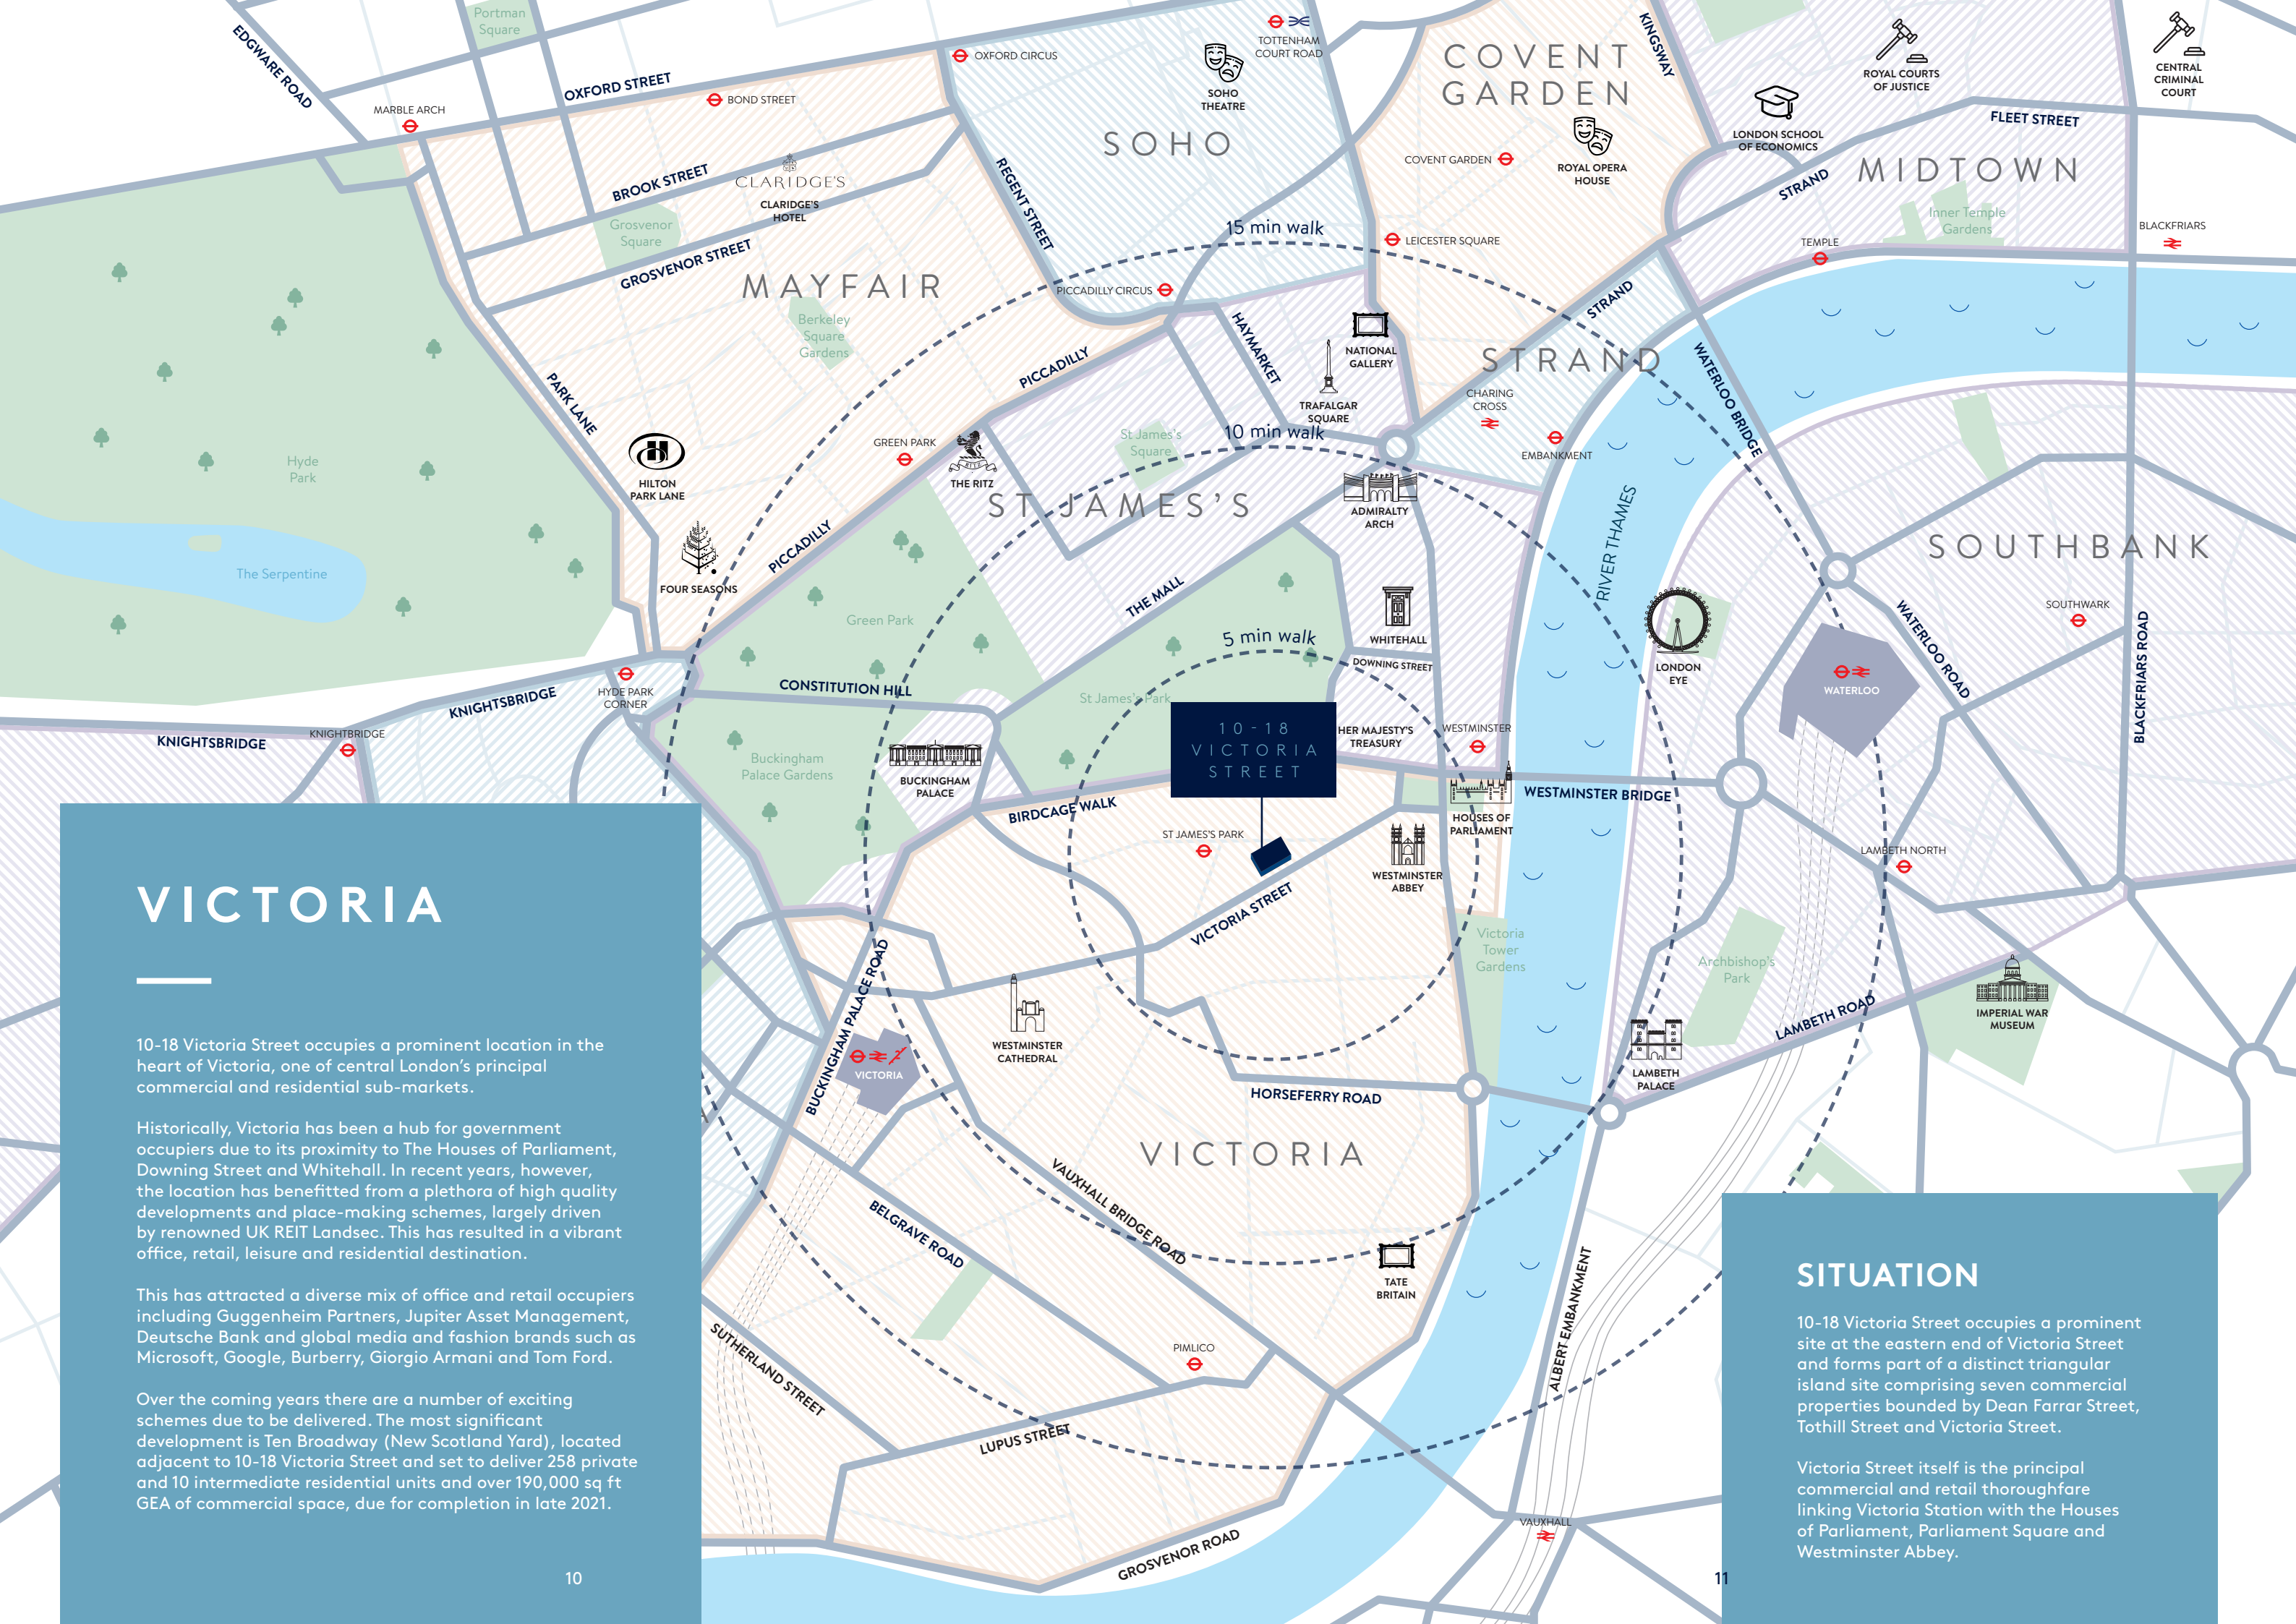 Portman
Square
EDGWARE ROAD
MARBLE ARCH
OXFORD STREET
BOND STREET
OXFORD CIRCUS
TOTTENHAM
COURT ROAD
SOHO
THEATRE
SOHO
COVENT
GARDEN
KINGSWAY
COVENT GARDEN
ROYAL OPERA
HOUSE
LONDON SCHOOL
OF ECONOMICS
ROYAL COURTS
OF JUSTICE
CENTRAL
CRIMINAL
COURT
FLEET STREET
MIDTOWN
STRAND
Inner Temple
Gardens
TEMPLE
BLACKFRIARS
BROOK STREET
CLARIDGE'S
CLARIDGE'S
HOTEL
Grosvenor
Square
GROSVENOR STREET
REGENT STREET
MAYFAIR
Berkeley
Square
Gardens
15 min walk
LEICESTER SQUARE
PICCADILLY CIRCUS
HAYMARKET
NATIONAL
GALLERY
TRAFALGAR
SQUARE
STRAND
STRAND
CHARING
CROSS
EMBANKMENT
WATERLOO BRIDGE
PARK LANE
PICCADILLY
GREEN PARK
RITZ
THE RITZ
St James's
Square
10 min walk
ADMIRALTY
ARCH
ST JAMES'S
Hyde
Park
HILTON
PARK LANE
The Serpentine
FOUR SEASONS
PICCADILLY
Green Park
THE MALL
5 min walk
WHITEHALL
DOWNING STREET
RIVER THAMES
LONDON
EYE
SOUTHBANK
SOUTHWARK
WATERLOO
WATERLOO ROAD
BLACKFRIARS ROAD
KNIGHTSBRIDGE
HYDE PARK
CORNER
CONSTITUTION HILL
St James's Park
KNIGHTSBRIDGE
KNIGHTBRIDGE
Buckingham
Palace Gardens
BUCKINGHAM
PALACE
10-18
VICTORIA
STREET
HER MAJESTY'S
TREASURY
WESTMINSTER
WESTMINSTER BRIDGE
HOUSES OF
PARLIAMENT
BIRDCAGE WALK
ST JAMES'S PARK
WESTMINSTER
ABBEY
LAMBETH NORTH
VICTORIA STREET
Victoria
Tower
Gardens
Archbishop's
Park
IMPERIAL WAR
MUSEUM
LAMBETH ROAD
LAMBETH
PALACE
BUCKINGHAM PALACE ROAD
WESTMINSTER
CATHEDRAL
VICTORIA
HORSEFERRY ROAD
A
VICTORIA
VAUXHALL BRIDGE ROAD
BELGRAVE ROAD
TATE
BRITAIN
ALBERT EMBANKMENT
SUTHERLAND STREET
PIMLICO
LUPUS STREET
GROSVENOR ROAD
VAUXHALL
VICTORIA
10-18 Victoria Street occupies a prominent location in the
heart of Victoria, one of central London's principal
commercial and residential sub-markets.
Historically, Victoria has been a hub for government
occupiers due to its proximity to The Houses of Parliament,
Downing Street and Whitehall. In recent years, however,
the location has benefitted from a plethora of high quality
developments and place-making schemes, largely driven
by renowned UK REIT Landsec. This has resulted in a vibrant
office, retail, leisure and residential destination.
This has attracted a diverse mix of office and retail occupiers
including Guggenheim Partners, Jupiter Asset Management,
Deutsche Bank and global media and fashion brands such as
Microsoft, Google, Burberry, Giorgio Armani and Tom Ford.
Over the coming years there are a number of exciting
schemes due to be delivered. The most significant
development is Ten Broadway (New Scotland Yard), located
adjacent to 10-18 Victoria Street and set to deliver 258 private
and 10 intermediate residential units and over 190,000 sq ft
GEA of commercial space, due for completion in late 2021.
10
SITUATION
10-18 Victoria Street occupies a prominent
site at the eastern end of Victoria Street
and forms part of a distinct triangular
island site comprising seven commercial
properties bounded by Dean Farrar Street,
Tothill Street and Victoria Street.
Victoria Street itself is the principal
commercial and retail thoroughfare
linking Victoria Station with the Houses
of Parliament, Parliament Square and
Westminster Abbey.
11